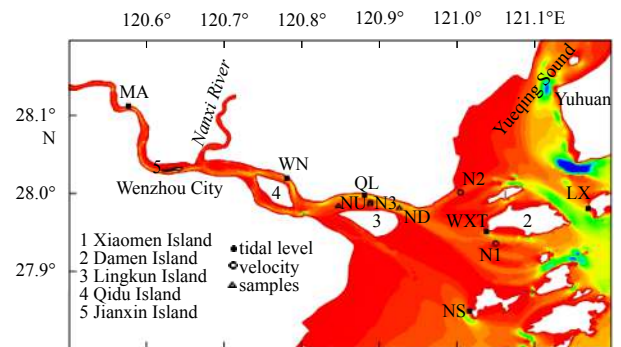 120.6° 120.7° 120.8° 120.9° 121.0° 121.1°E
28.1°
N
28.0°
27.9°
MA
Nanxi River
Yueqing Sound
Yuhuan
WN
5
Wenzhou City
4
QL
NU
N3
3
ND
N2
LX
WXT
2
N1
NS
1 Xiaomen Island
2 Damen Island
3 Lingkun Island
4 Qidu Island
5 Jianxin Island
tidal level
velocity
samples